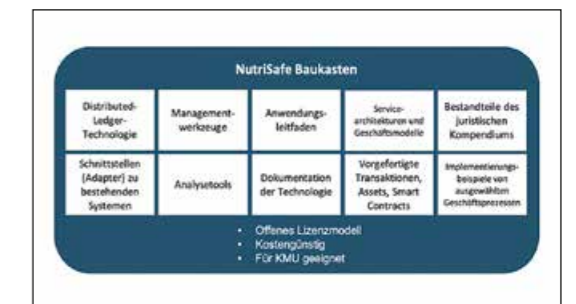 NutriSafe Baukasten
Distributed-
Ledger-
Technologie
Management-
werkzeuge
Anwendungs-
leitfaden
Service-
architekturen und
Geschäftsmodelle
Bestandteile des
juristischen
Kompendiums
Schnittstellen
(Adapter) zu
bestehenden
Systemen
Analysetools
Dokumentation
der Technologie
Vorgefertigte
Transaktionen,
Assets, Smart
Contracts
Implementierungs-
beispiele von
ausgewählten
Geschäftsprozessen
• Offenes Lizenzmodell
• Kostengünstig
• Für KMU geeignet